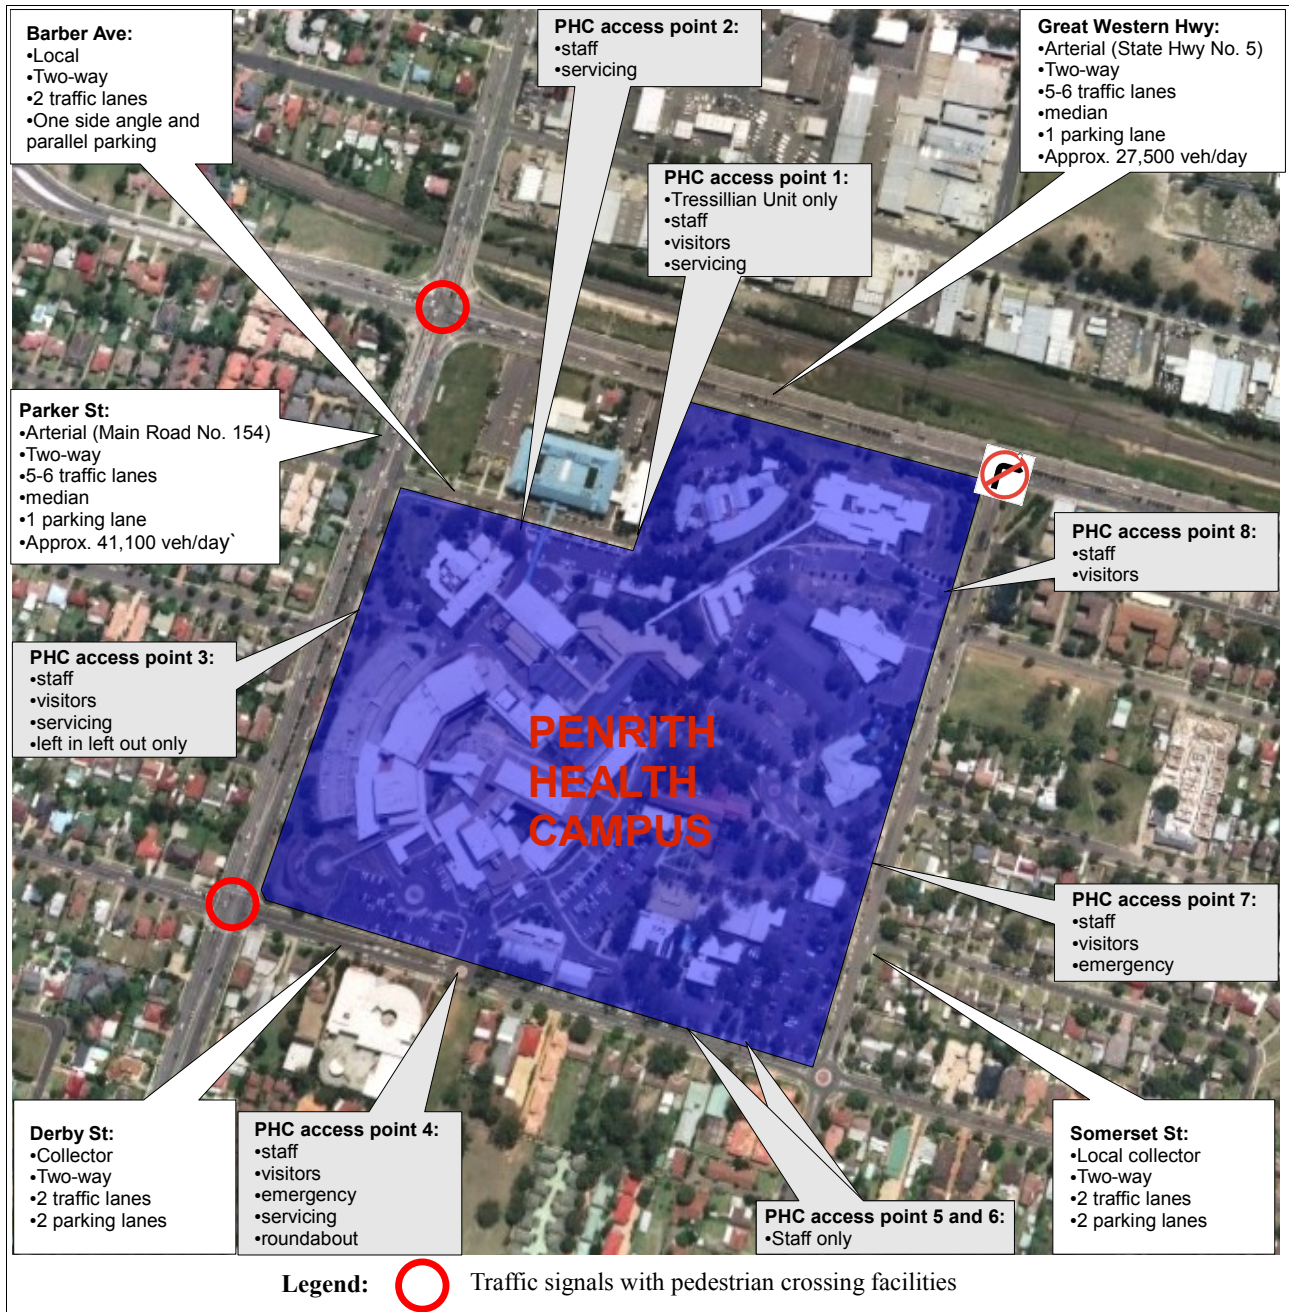 Barber Ave:
•Local
•Two-way
•2 traffic lanes
•One side angle and
parallel parking
PHC access point 2:
•staff
•servicing
Great Western Hwy:
•Arterial (State Hwy No. 5)
•Two-way
•5-6 traffic lanes
•median
•1 parking lane
•Approx. 27,500 veh/day
PHC access point 1:
•Tressillian Unit only
•staff
•visitors
•servicing
Parker St:
•Arterial (Main Road No. 154)
•Two-way
•5-6 traffic lanes
•median
•1 parking lane
•Approx. 41,100 veh/day`
PHC access point 8:
•staff
•visitors
PHC access point 3:
•staff
•visitors
•servicing
•left in left out only
PENRITH
HEALTH
CAMPUS
PHC access point 7:
•staff
•visitors
•emergency
Derby St:
•Collector
•Two-way
•2 traffic lanes
•2 parking lanes
PHC access point 4:
•staff
•visitors
•emergency
•servicing
•roundabout
PHC access point 5 and 6:
•Staff only
Somerset St:
•Local collector
•Two-way
•2 traffic lanes
•2 parking lanes
Legend:
Traffic signals with pedestrian crossing facilities